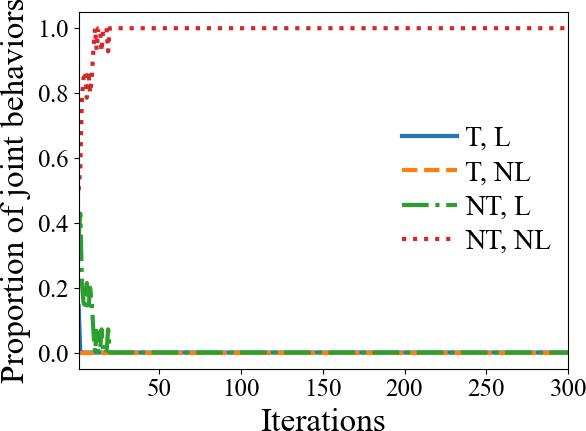 Proportion of joint behaviors
1.0
0.8
0.6
0.4
0.2
0.0
T, L
T, NL
NT, L
NT, NL
50 100 150 200 250 300
Iterations